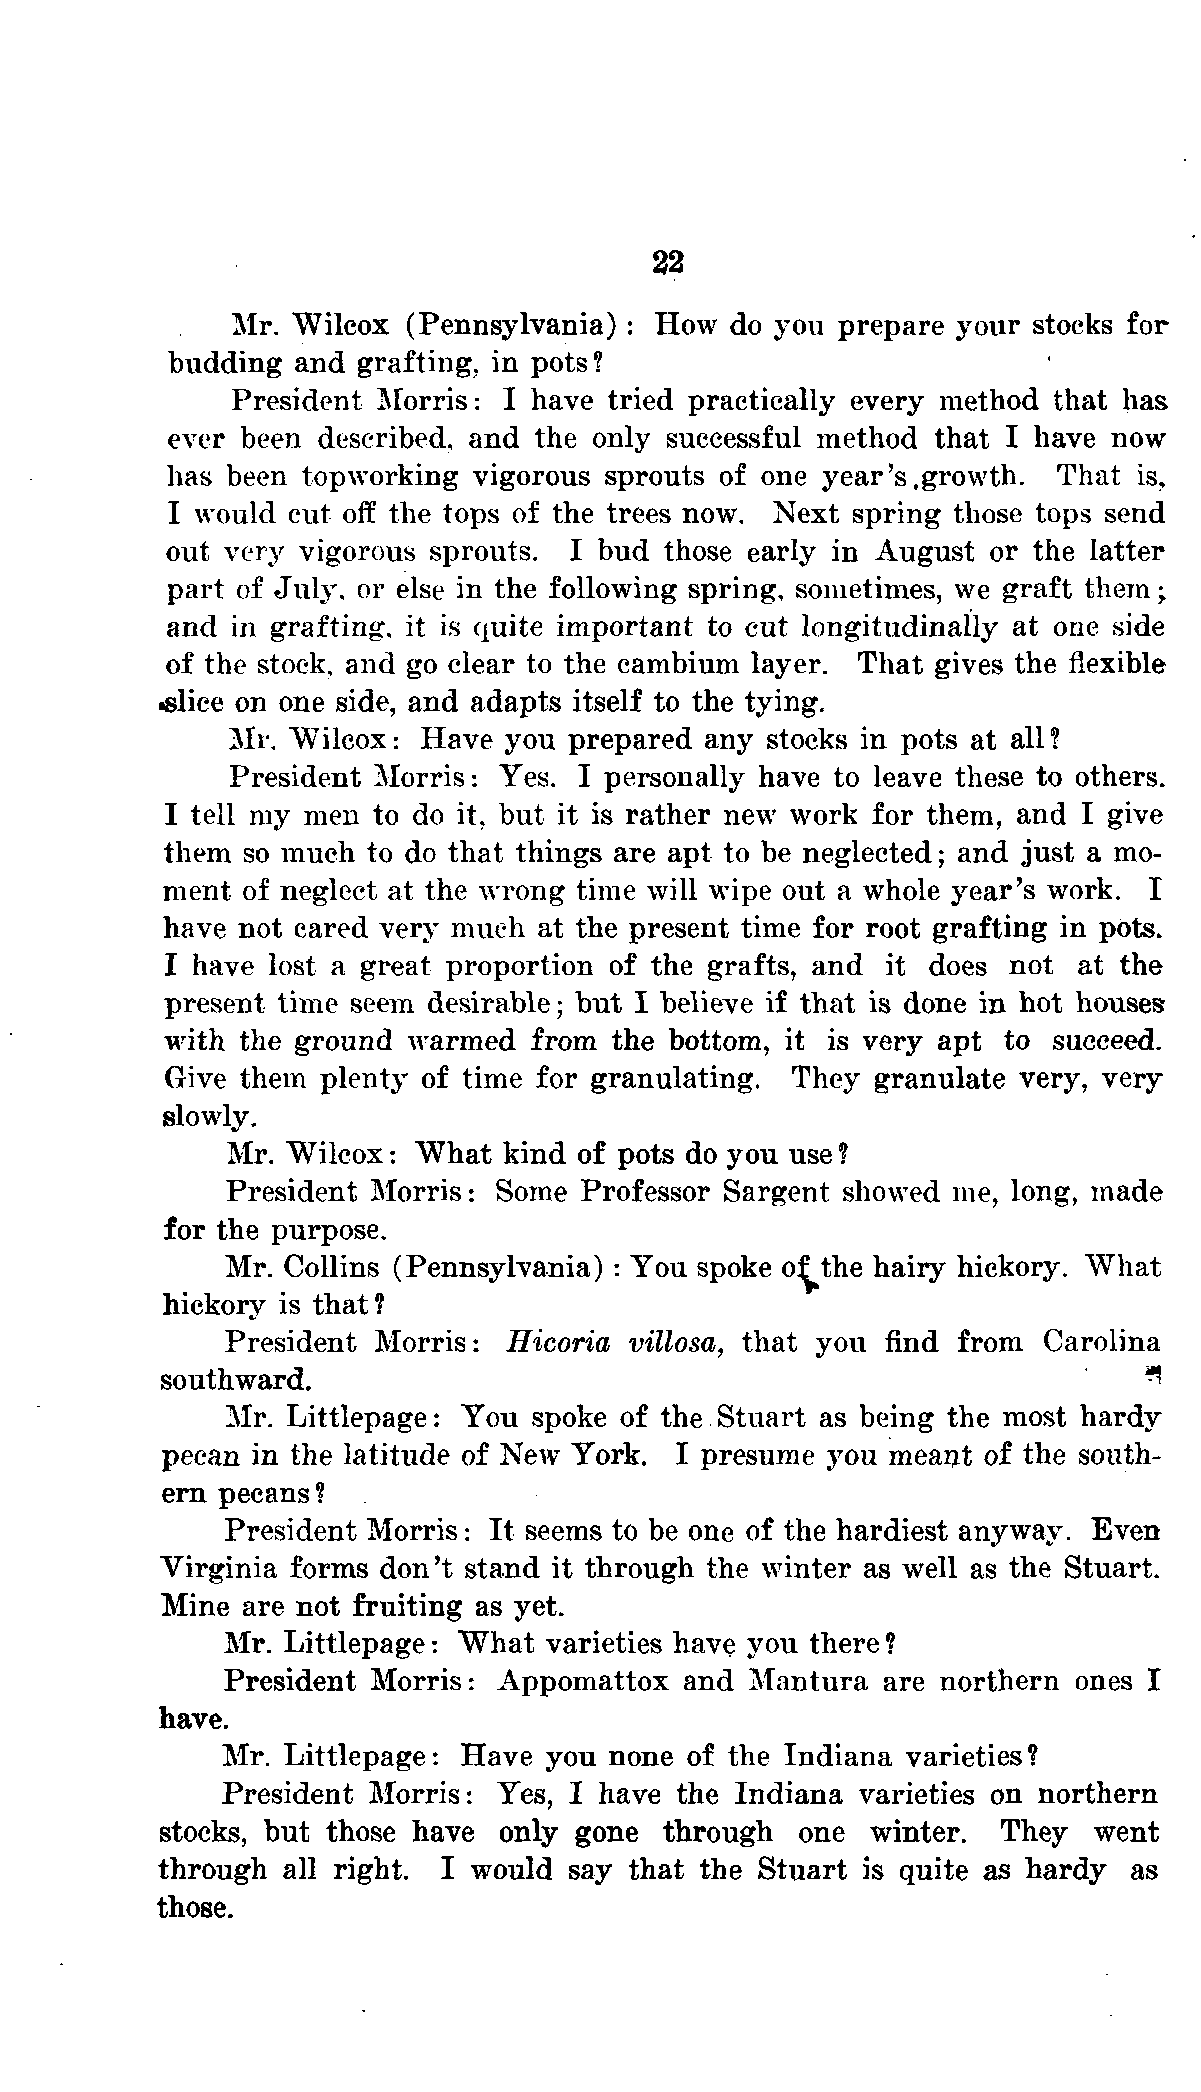 22
Mr. Wilcox (Pennsylvania): How do you prepare your stocks for
budding and grafting, in pots?
President Morris: I have tried practically every method that has
ever been described, and the only successful method that I have now
has been topworking vigorous sprouts of one year's growth. That is,
I would cut off the tops of the trees now. Next spring those tops send
out very vigorous sprouts. I bud those early in August or the latter
part of July, or else in the following spring, sometimes, we graft them;
and in grafting, it is quite important to cut longitudinally at one side
of the stock, and go clear to the cambium layer. That gives the flexible
slice on one side, and adapts itself to the tying.
Mr. Wilcox: Have you prepared any stocks in pots at all?
President Morris: Yes. I personally have to leave these to others.
I tell my men to do it, but it is rather new work for them, and I give
them so much to do that things are apt to be neglected; and just a mo-
ment of neglect at the wrong time will wipe out a whole year's work. I
have not cared very much at the present time for root grafting in pots.
I have lost a great proportion of the grafts, and it does not at the
present time seem desirable; but I believe if that is done in hot houses
with the ground warmed from the bottom, it is very apt to succeed.
Give them plenty of time for granulating. They granulate very, very
slowly.
Mr. Wilcox: What kind of pots do you use?
President Morris: Some Professor Sargent showed me, long, made
for the purpose.
Mr. Collins (Pennsylvania): You spoke of the hairy hickory. What
hickory is that?
President Morris: Hicoria villosa, that you find from Carolina
southward.
Mr. Littlepage: You spoke of the Stuart as being the most hardy
pecan in the latitude of New York. I presume you meant of the south-
ern pecans?
President Morris: It seems to be one of the hardiest anyway. Even
Virginia forms don't stand it through the winter as well as the Stuart.
Mine are not fruiting as yet.
Mr. Littlepage: What varieties have you there?
President Morris: Appomattox and Mantura are northern ones I
have.
Mr. Littlepage: Have you none of the Indiana varieties?
President Morris: Yes, I have the Indiana varieties on northern
stocks, but those have only gone through one winter. They went
through all right. I would say that the Stuart is quite as hardy as
those.